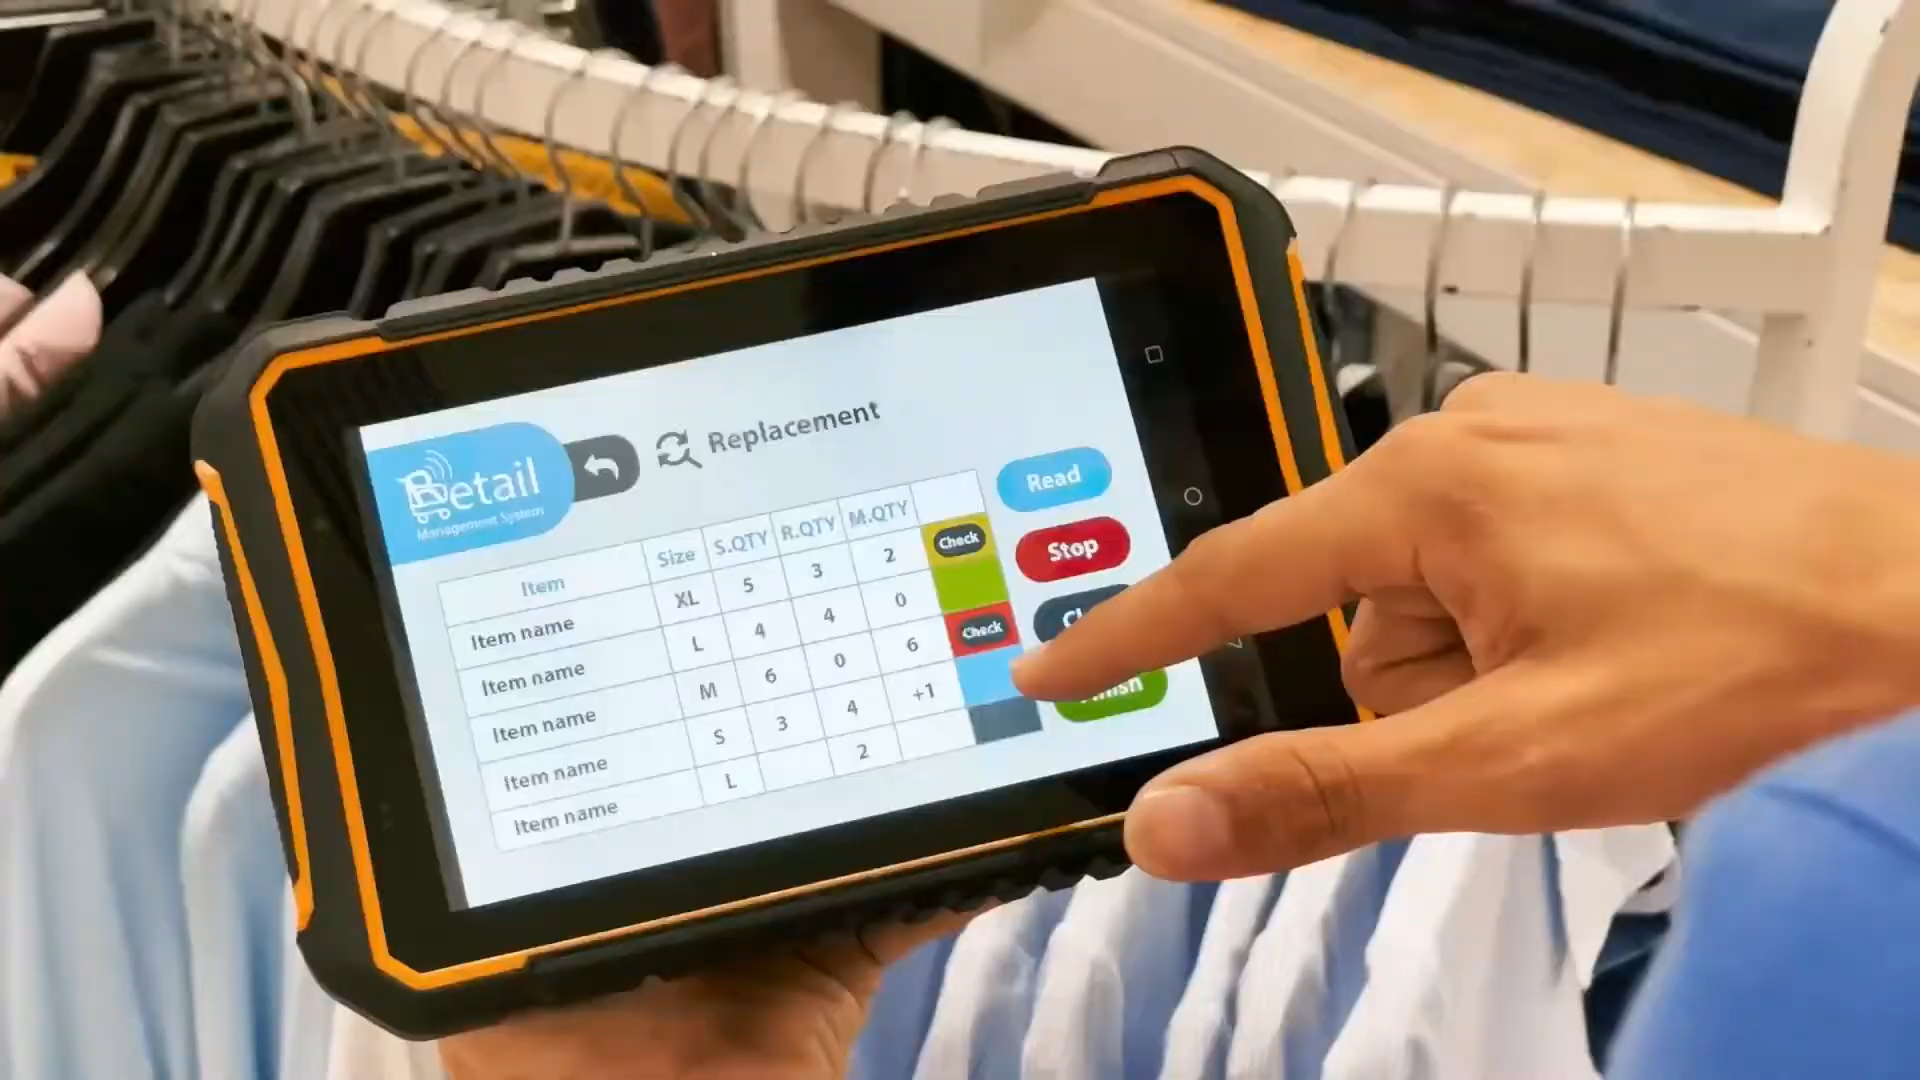 Retail
Management System
Replacement
Item Size S.QTY R.QTY M.QTY
Item name XL 5 3 2 Check
Item name L 4 4 0
Item name M 6 0 6 Check
Item name S 3 4 +1
Item name L 2
Read
Stop